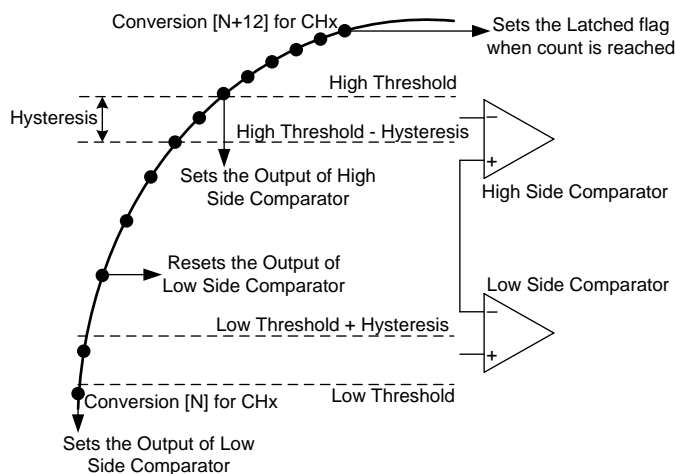 Conversion [N+12] for CHx
Sets the Latched flag
when count is reached
High Threshold
Hysteresis
High Threshold - Hysteresis
−
+
Sets the Output of High
Side Comparator
High Side Comparator
Resets the Output of
Low Side Comparator
Low Side Comparator
Low Threshold + Hysteresis
−
+
Conversion [N] for CHx
Low Threshold
Sets the Output of Low
Side Comparator